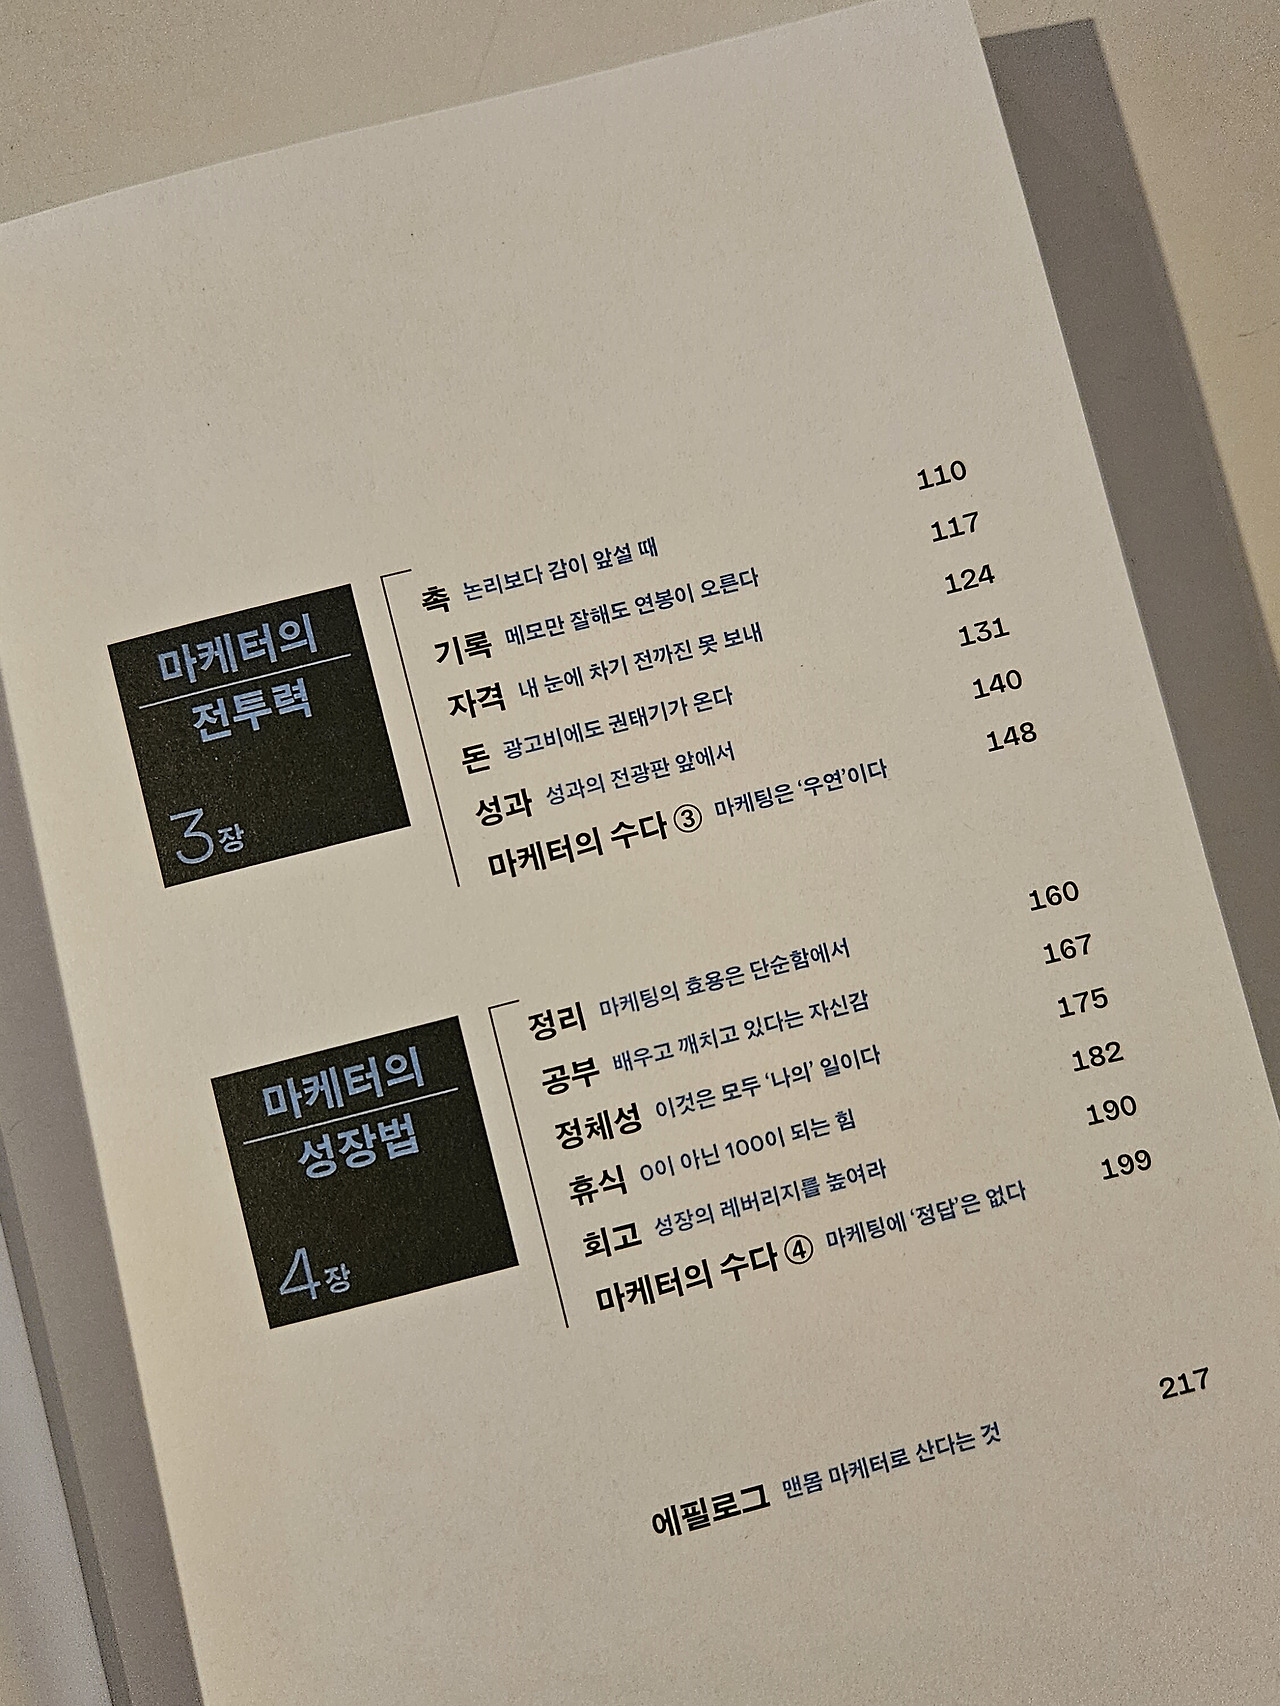 마케터의
전투력
3장
촉 논리보다 감이 앞설 때 110
기록 메모만 잘해도 연봉이 오른다 117
자격 내 눈에 차기 전까진 못 보내 124
돈 광고비에도 권태기가 온다 131
성과 성과의 전광판 앞에서 140
마케터의 수다 ③ 마케팅은 ‘우연’이다 148
마케터의
성장법
4장
정리 마케팅의 효용은 단순함에서 160
공부 배우고 깨치고 있다는 자신감 167
정체성 이것은 모두 ‘나의’ 일이다 175
휴식 0이 아닌 100이 되는 힘 182
회고 성장의 레버리지를 높여라 190
마케터의 수다 ④ 마케팅에 ‘정답’은 없다 199
에필로그 맨몸 마케터로 산다는 것 217